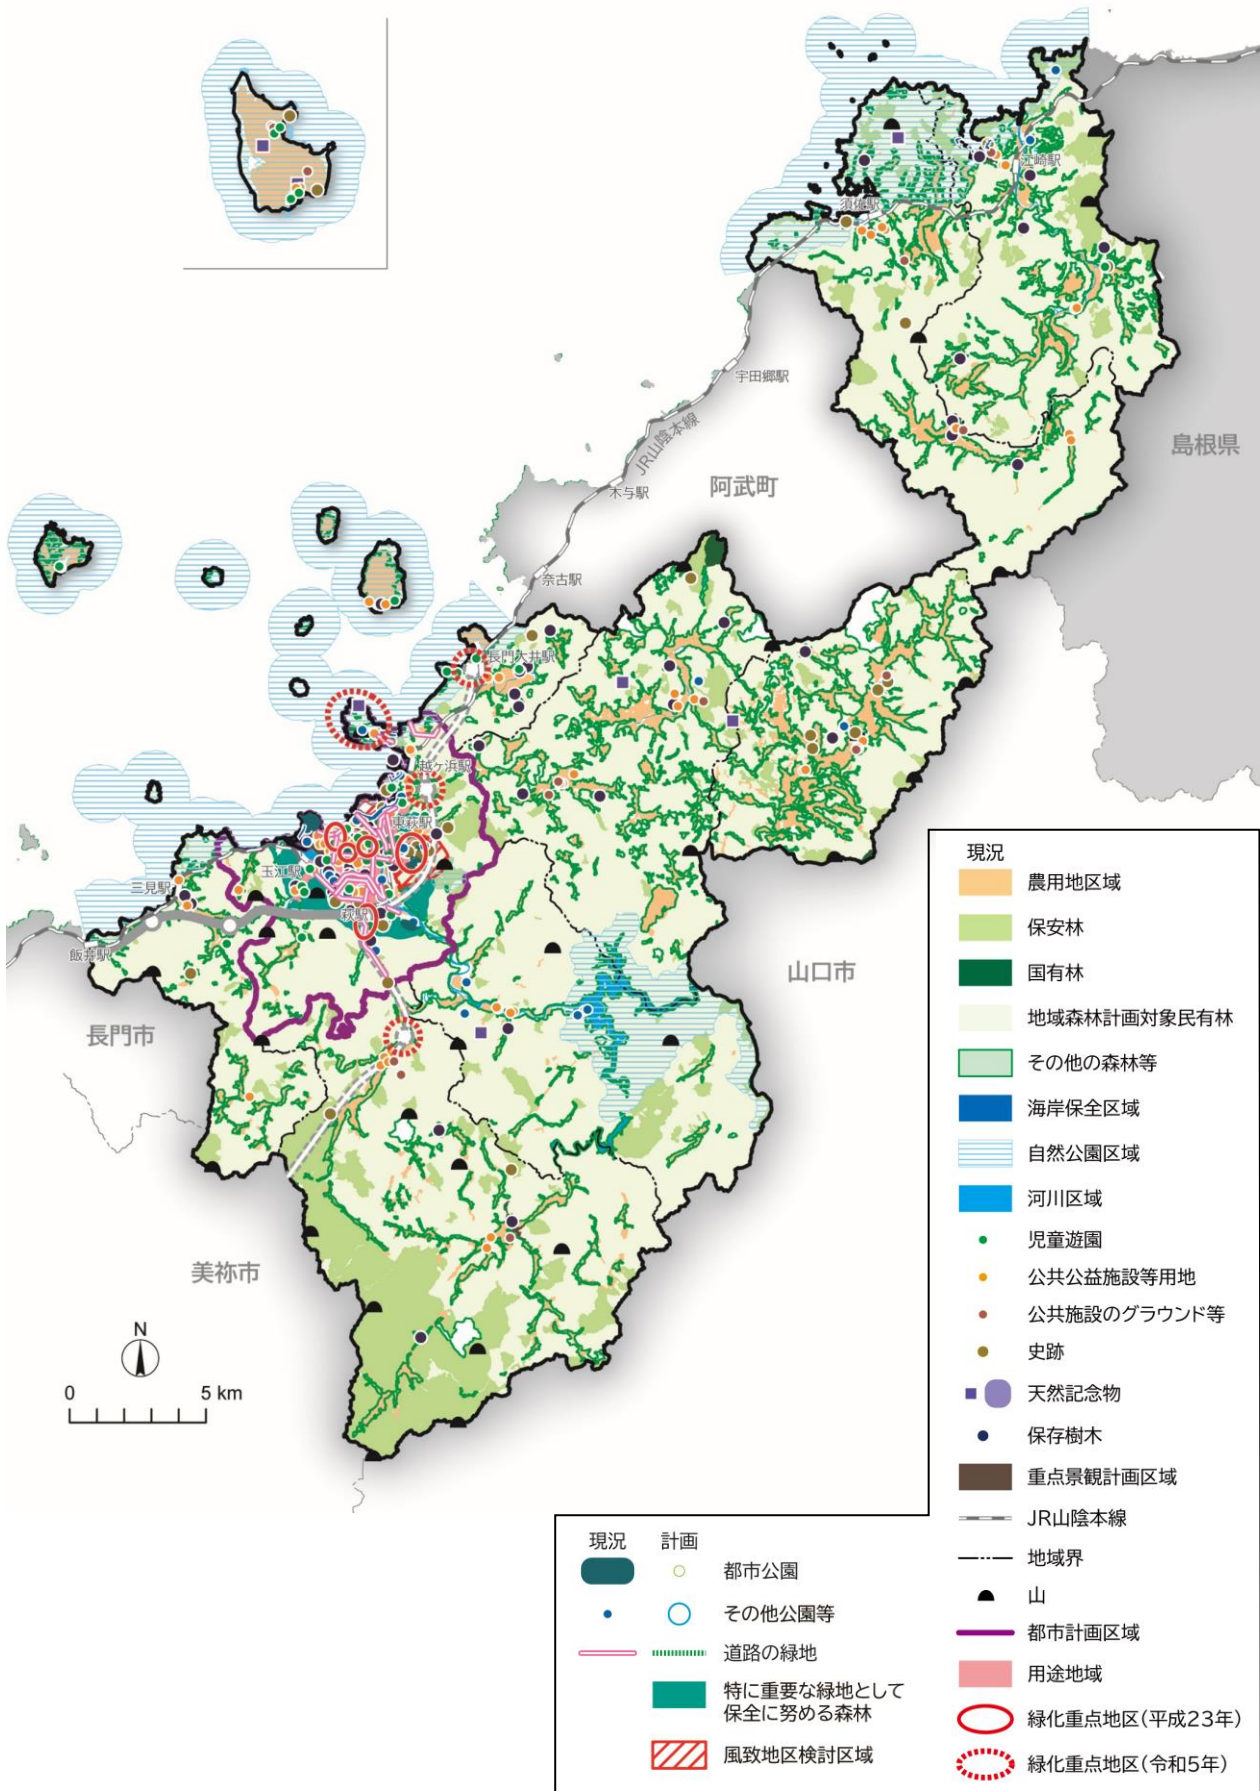 江崎駅
須佐駅
宇田郷駅
JR山陰本線
島根県
木与駅
阿武町
奈古駅
長門大井駅
越ヶ浜駅
東萩駅
玉江駅
三見駅
萩駅
飯井駅
山口市
長門市
美祢市
N
0 5 km
現況
農用地区域
保安林
国有林
地域森林計画対象民有林
その他の森林等
海岸保全区域
自然公園区域
河川区域
児童遊園
公共公益施設等用地
公共施設のグラウンド等
史跡
天然記念物
保存樹木
重点景観計画区域
JR山陰本線
地域界
山
都市計画区域
用途地域
緑化重点地区(平成23年)
緑化重点地区(令和5年)
現況 計画
都市公園
その他公園等
道路の緑地
特に重要な緑地として
保全に努める森林
風致地区検討区域